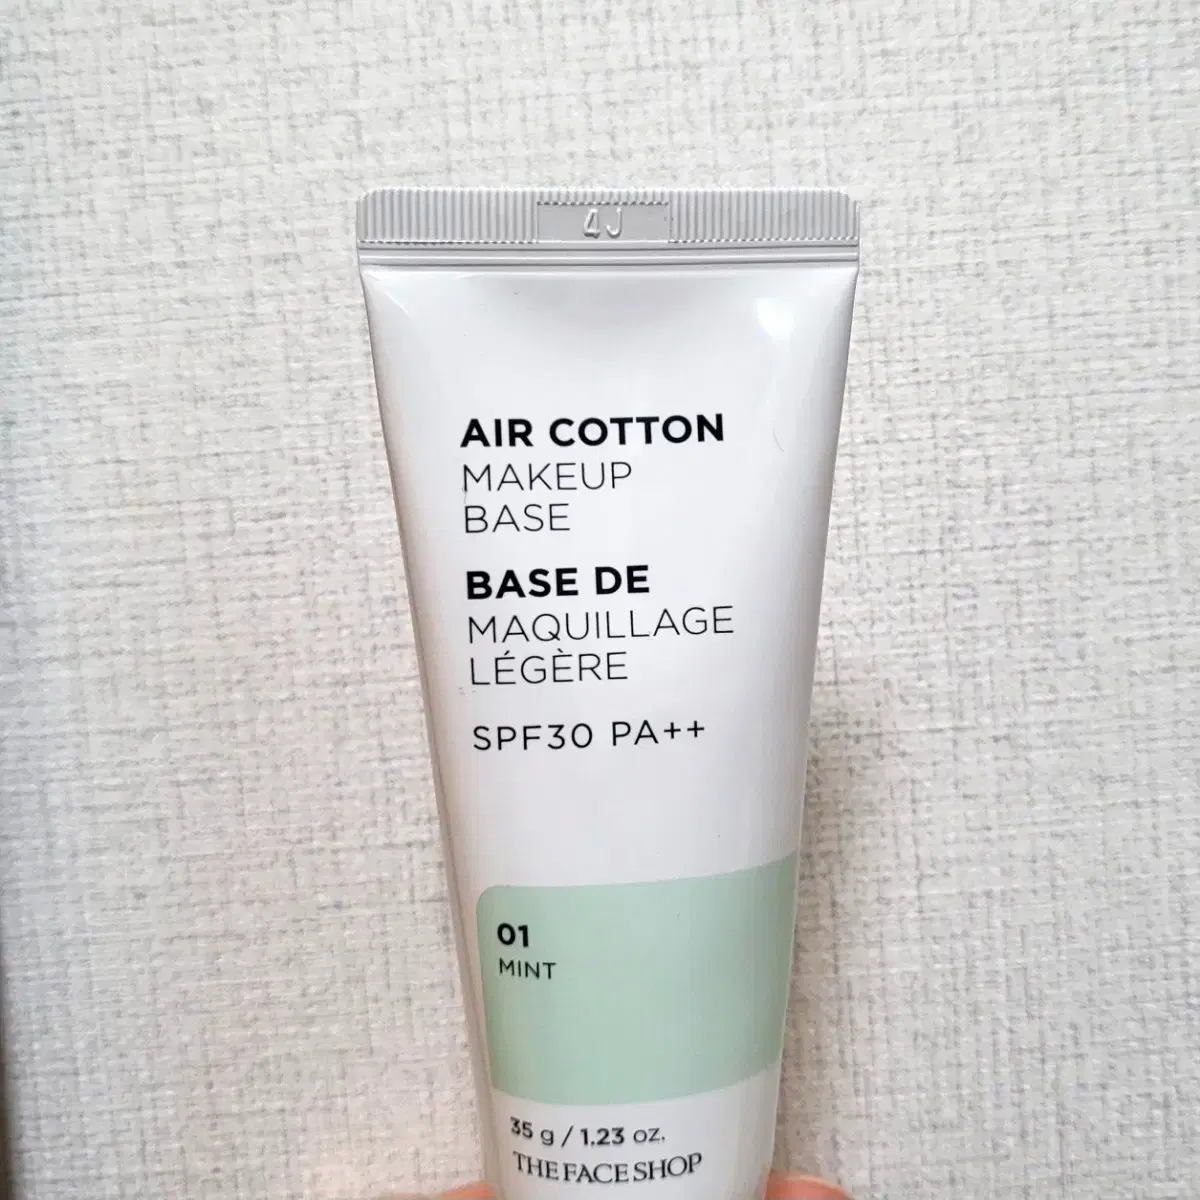 4J
AIR COTTON
MAKEUP
BASE
BASE DE
MAQUILLAGE
LÉGÈRE
SPF30 PA++
01
MINT
35 g / 1.23 oz.
THE FACE SHOP